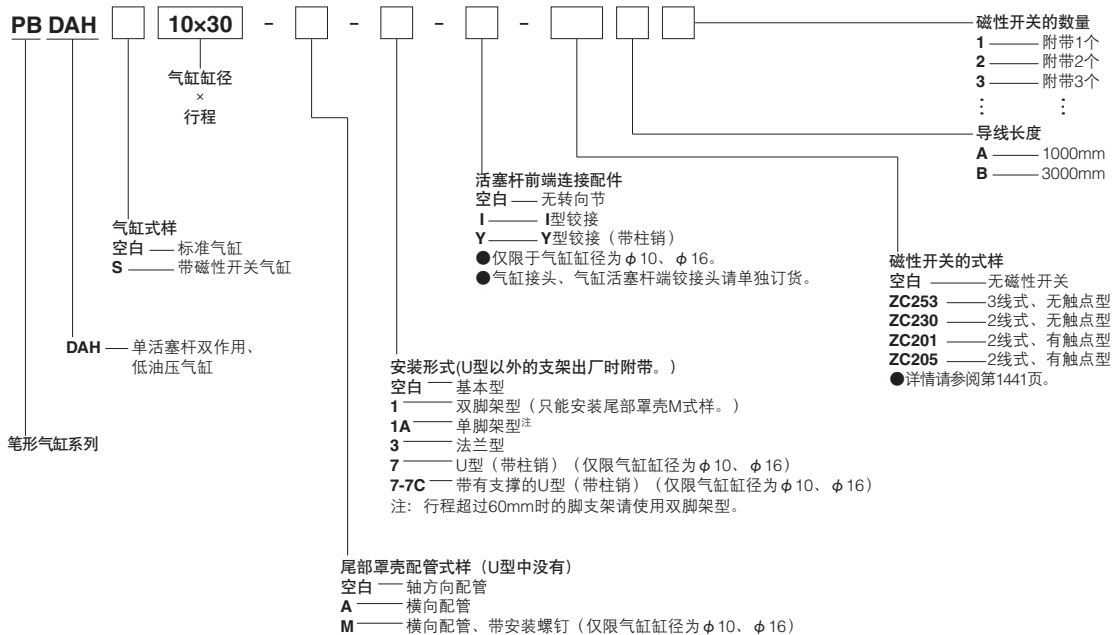 PB DAH 10×30 - - - -
气缸缸径
×
行程
磁性开关的数量
1 附带1个
2 附带2个
3 附带3个
⋮ ⋮
导线长度
A 1000mm
B 3000mm
磁性开关的式样
空白 无磁性开关
ZC253 3线式、无触点型
ZC230 2线式、无触点型
ZC201 2线式、有触点型
ZC205 2线式、有触点型
●详情请参阅第1441页。
活塞杆前端连接配件
空白 无转向节
I I型铰接
Y Y型铰接（带柱销）
●仅限于气缸缸径为φ10、φ16。
●气缸接头、气缸活塞杆端铰接头请单独订货。
气缸式样
空白 标准气缸
S 带磁性开关气缸
DAH 单活塞杆双作用、
低油压气缸
笔形气缸系列
安装形式(U型以外的支架出厂时附带。)
空白 基本型
1 双脚架型（只能安装尾部罩壳M式样。）
1A 单脚架型注
3 法兰型
7 U型（带柱销）（仅限气缸缸径为φ10、φ16）
7-7C 带有支撑的U型（带柱销）（仅限气缸缸径为φ10、φ16）
注：行程超过60mm时的脚支架请使用双脚架型。
尾部罩壳配管式样（U型中没有）
空白 轴方向配管
A 横向配管
M 横向配管、带安装螺钉（仅限气缸缸径为φ10、φ16）